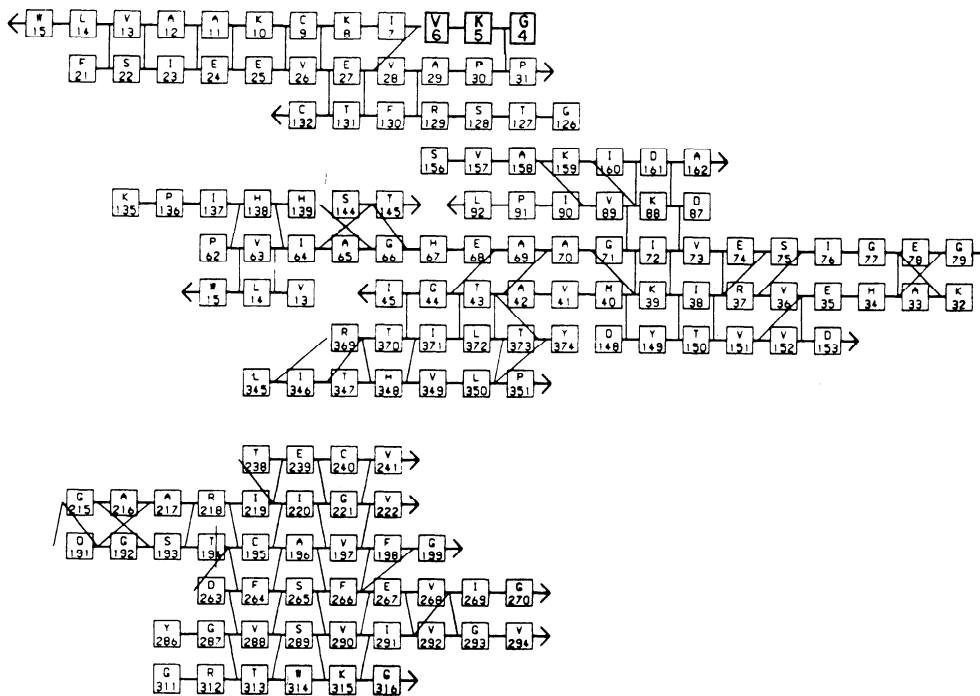 W L V A A K C K I V K G
15 14 13 12 11 10 9 8 7 6 5 4
F S I E E V E V A P P
21 22 23 24 25 26 27 28 29 30 31
C T F R S T G
132 131 130 129 128 127 126
S V A K I D A
156 157 158 159 160 161 162
K P I H H S T L P I V K D
135 136 137 138 139 144 145 92 91 90 89 88 87
P V I A G H E A A G I V E S I G E G
62 63 64 65 66 67 68 69 70 71 72 73 74 75 76 77 78 79
W L V I G T A V M K I R V E H A K
15 14 13 45 44 43 42 41 40 39 38 37 36 35 34 33 32
R T I L T Y D Y T V V D
369 370 371 372 373 374 148 149 150 151 152 153
L I T H V L P
345 346 347 348 349 350 351
T E C V
238 239 240 241
G A A R I I G V
215 216 217 218 219 220 221 222
D G S T C A V F G
191 192 193 194 195 196 197 198 199
D F S F E V I G
263 264 265 266 267 268 269 270
Y G V S V I V G V
286 287 288 289 290 291 292 293 294
G R T W K G
311 312 313 314 315 316